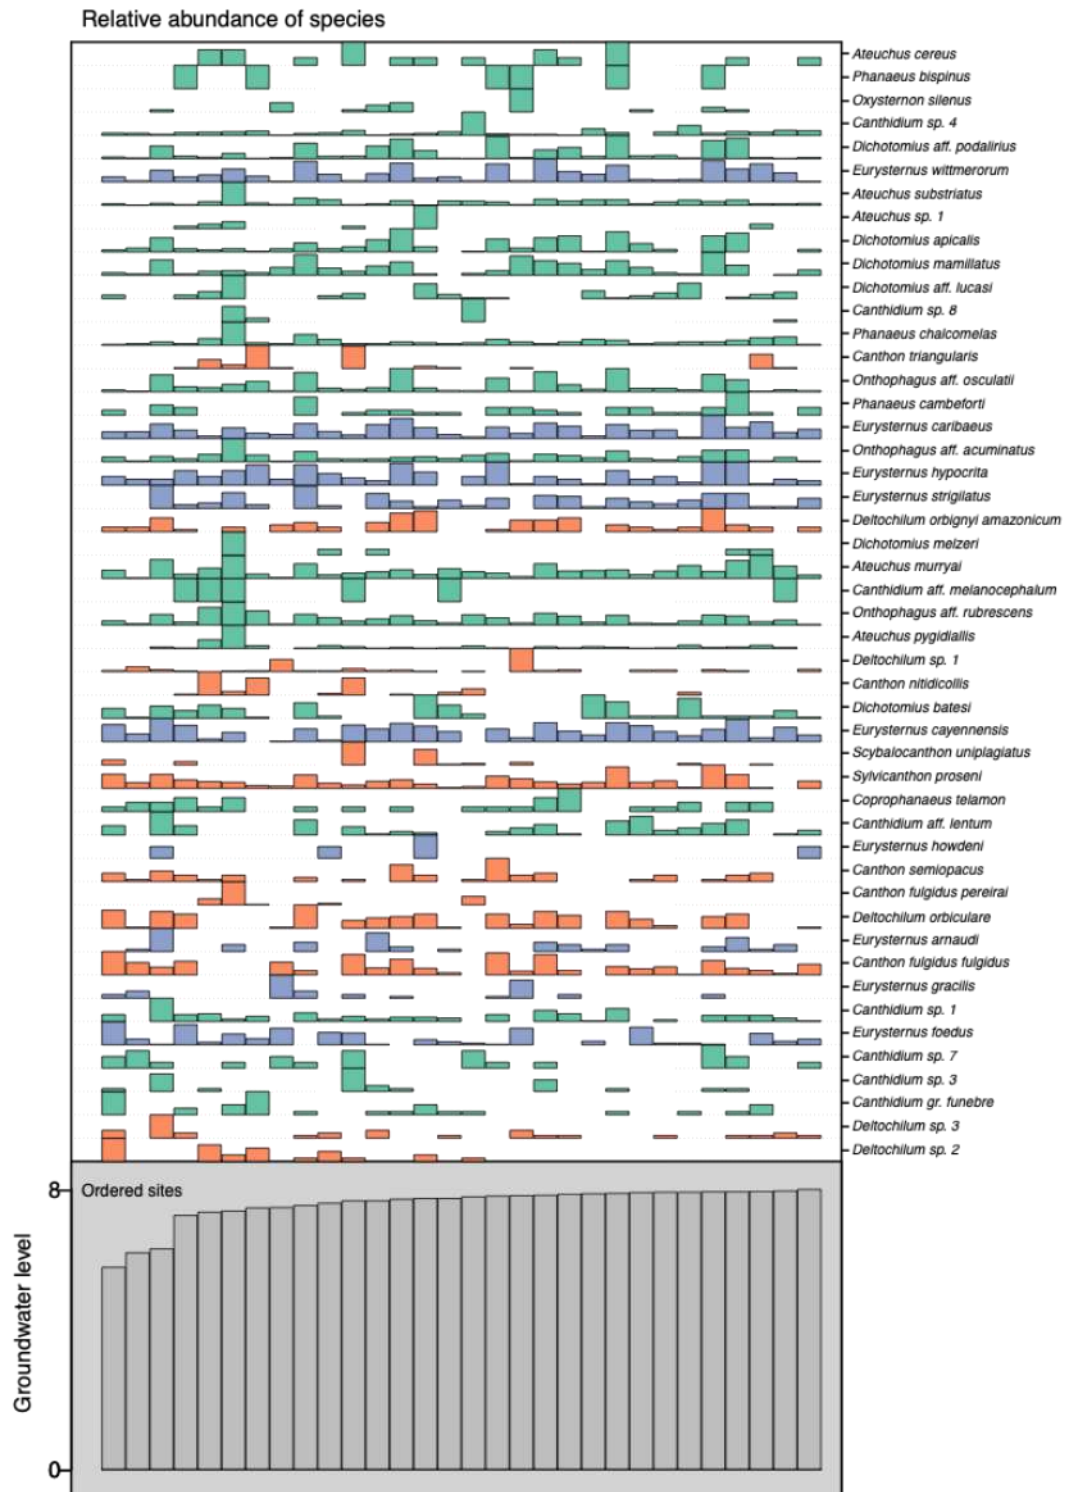 Relative abundance of species
Ateuchus cereus
Phanaeus bispinus
Oxysternon silenus
Canthidium sp. 4
Dichotomius aff. podalirius
Eurysternus wittmerorum
Ateuchus substriatus
Ateuchus sp. 1
Dichotomius apicalis
Dichotomius mamillatus
Dichotomius aff. lucasi
Canthidium sp. 8
Phanaeus chalcomelas
Canthon triangularis
Onthophagus aff. osculatii
Phanaeus cambeforti
Eurysternus caribaeus
Onthophagus aff. acuminatus
Eurysternus hypocrita
Eurysternus strigilatus
Deltochilum orbignyi amazonicum
Dichotomius melzeri
Ateuchus murryai
Canthidium aff. melanocephalum
Onthophagus aff. rubrescens
Ateuchus pygidiallis
Deltochilum sp. 1
Canthon nitidicollis
Dichotomius batesi
Eurysternus cayennensis
Scybalocanthon uniplagiatus
Sylvicanthon proseni
Coprophanaeus telamon
Canthidium aff. lentum
Eurysternus howdeni
Canthon semiopacus
Canthon fulgidus pereirai
Deltochilum orbiculare
Eurysternus arnaudi
Canthon fulgidus fulgidus
Eurysternus gracilis
Canthidium sp. 1
Eurysternus foedus
Canthidium sp. 7
Canthidium sp. 3
Canthidium gr. funebre
Deltochilum sp. 3
Deltochilum sp. 2
8
Ordered sites
Groundwater level
0